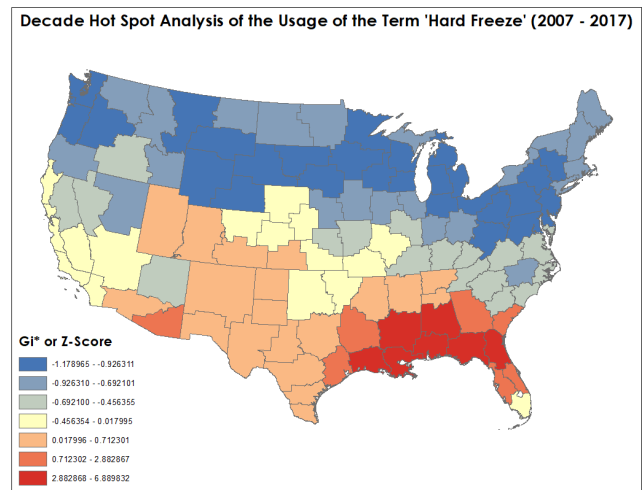 Decade Hot Spot Analysis of the Usage of the Term 'Hard Freeze' (2007 - 2017)
Gi* or Z-Score
-1.178965 - -0.926311
-0.926310 - -0.692101
-0.692100 - -0.456355
-0.456354 - 0.017995
0.017996 - 0.712301
0.712302 - 2.882867
2.882868 - 6.889832